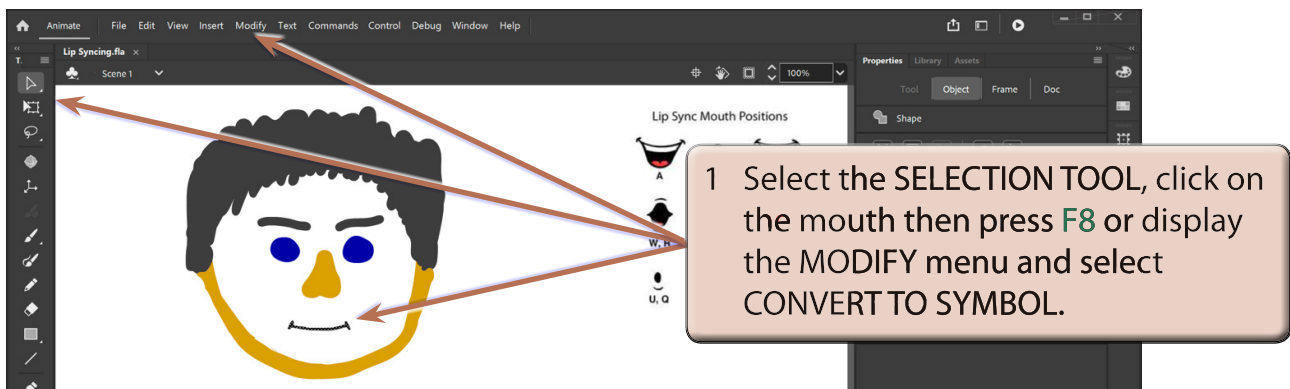 Animate File Edit View Insert Modify Text Commands Control Debug Window Help
Lip Syncing.fla ×
T.
Scene 1
100%
Properties Library Assets
Tool Object Frame Doc
Shape
Lip Sync Mouth Positions
A
U, Q
1 Select the SELECTION TOOL, click on
the mouth then press F8 or display
the MODIFY menu and select
CONVERT TO SYMBOL.